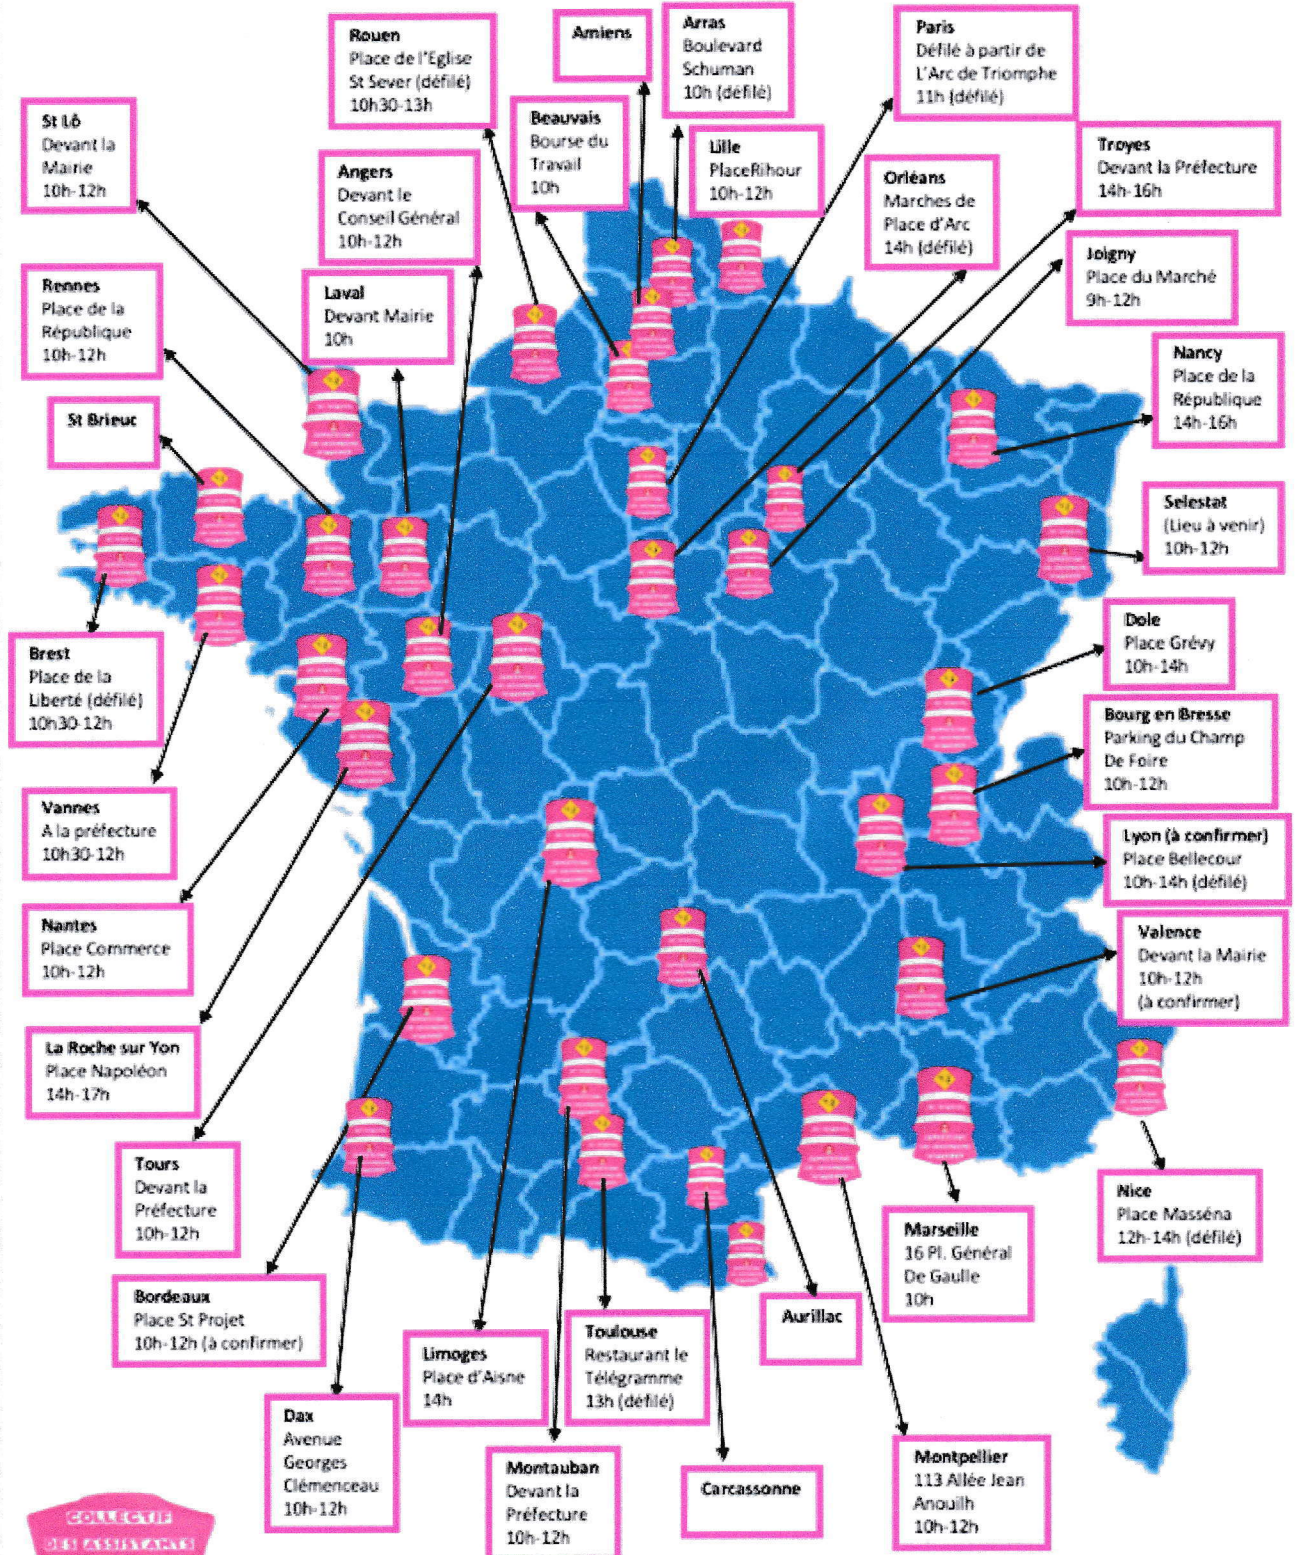 Rouen
Place de l'Eglise
St Sever (défilé)
10h30-13h
Amiens
Arras
Boulevard
Schuman
10h (défilé)
Paris
Défilé à partir de
L'Arc de Triomphe
11h (défilé)
St Lô
Devant la
Mairie
10h-12h
Angers
Devant le
Conseil Général
10h-12h
Beauvais
Bourse du
Travail
10h
Lille
PlaceRihour
10h-12h
Orléans
Marches de
Place d'Arc
14h (défilé)
Troyes
Devant la Préfecture
14h-16h
Joigny
Place du Marché
9h-12h
Rennes
Place de la
République
10h-12h
Laval
Devant Mairie
10h
Nancy
Place de la
République
14h-16h
St Brieuc
Selestat
(Lieu à venir)
10h-12h
Brest
Place de la
Liberté (défilé)
10h30-12h
Dole
Place Grévy
10h-14h
Bourg en Bresse
Parking du Champ
De Foire
10h-12h
Vannes
A la préfecture
10h30-12h
Lyon (à confirmer)
Place Bellecour
10h-14h (défilé)
Nantes
Place Commerce
10h-12h
Valence
Devant la Mairie
10h-12h
(à confirmer)
La Roche sur Yon
Place Napoléon
14h-17h
Tours
Devant la
Préfecture
10h-12h
Nice
Place Masséna
12h-14h (défilé)
Marseille
16 Pl. Général
De Gaulle
10h
Bordeaux
Place St Projet
10h-12h (à confirmer)
Aurillac
Limoges
Place d'Aisne
14h
Toulouse
Restaurant le
Télégramme
13h (défilé)
Dax
Avenue
Georges
Clémenceau
10h-12h
Montauban
Devant la
Préfecture
10h-12h
Carcassonne
Montpellier
113 Allée Jean
Anouilh
10h-12h
COLLECTIF
DES ASSISTANTS